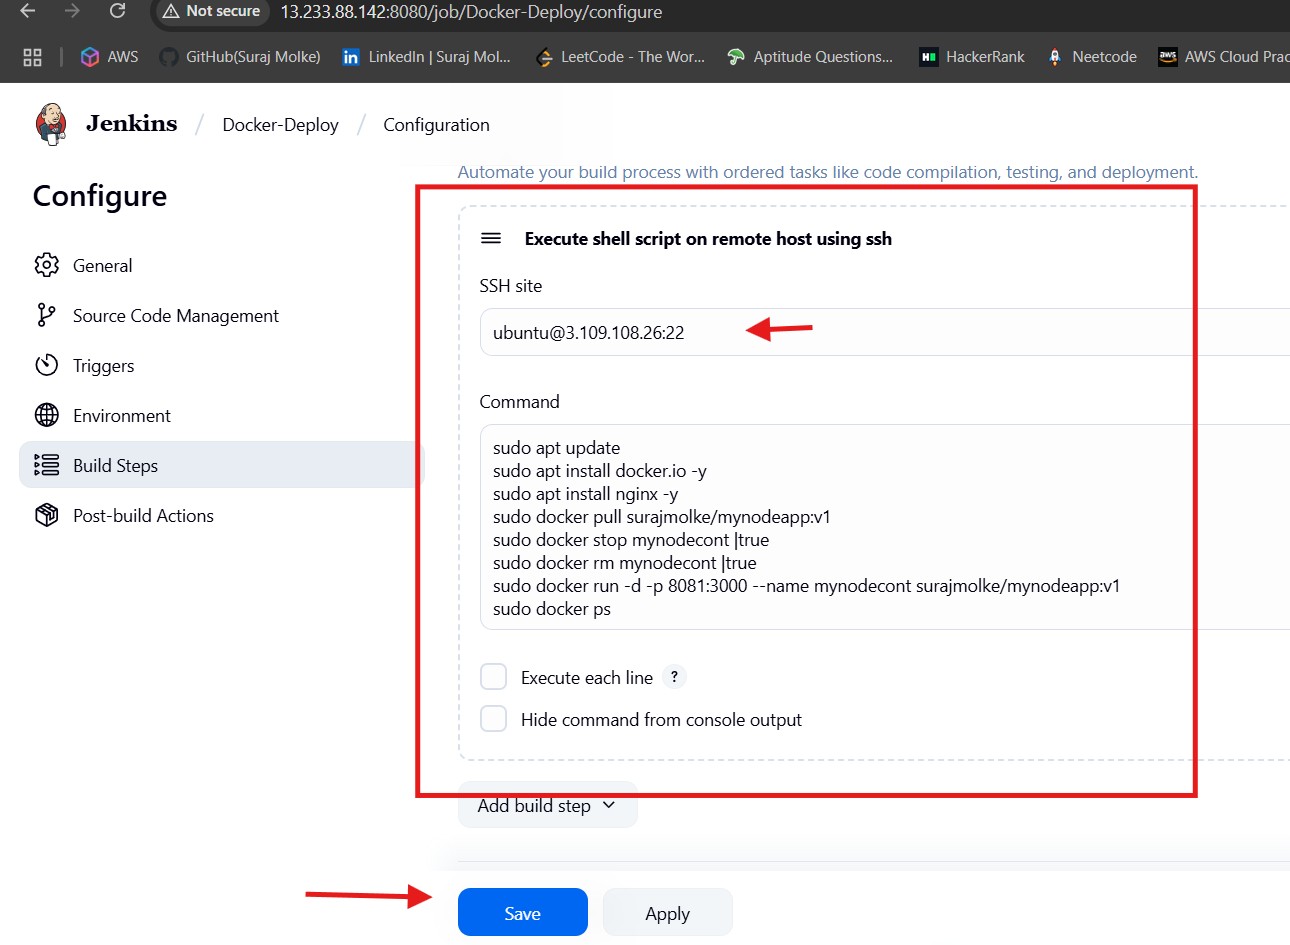 Not secure 13.233.88.142:8080/job/Docker-Deploy/configure
AWS GitHub(Suraj Molke) LinkedIn | Suraj Mol... LeetCode - The Wor... Aptitude Questions... HackerRank Neetcode AWS Cloud Prac
Jenkins / Docker-Deploy / Configuration
Configure
General
Source Code Management
Triggers
Environment
Build Steps
Post-build Actions
Automate your build process with ordered tasks like code compilation, testing, and deployment.
Execute shell script on remote host using ssh
SSH site
ubuntu@3.109.108.26:22
Command
sudo apt update
sudo apt install docker.io -y
sudo apt install nginx -y
sudo docker pull surajmolke/mynodeapp:v1
sudo docker stop mynodecont |true
sudo docker rm mynodecont |true
sudo docker run -d -p 8081:3000 --name mynodecont surajmolke/mynodeapp:v1
sudo docker ps
Execute each line ?
Hide command from console output
Add build step
Save Apply